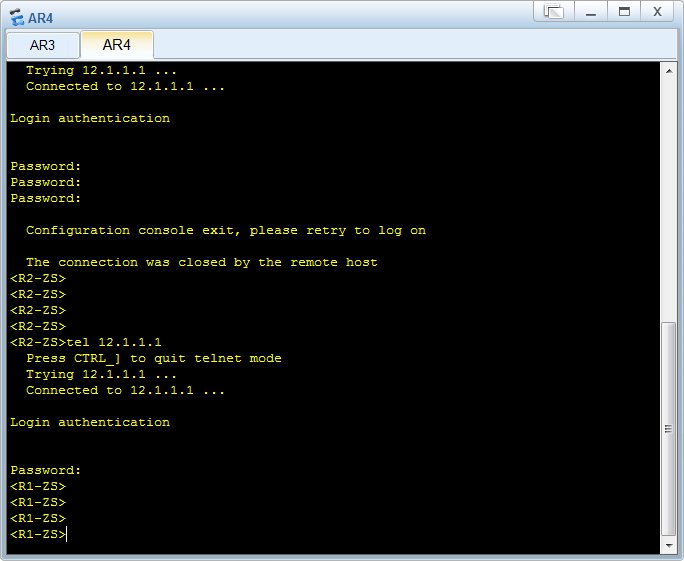 AR4
AR3
AR4
Trying 12.1.1.1 ...
Connected to 12.1.1.1 ...
Login authentication
Password:
Password:
Password:
Configuration console exit, please retry to log on
The connection was closed by the remote host
<R2-ZS>
<R2-ZS>
<R2-ZS>
<R2-ZS>
<R2-ZS>tel 12.1.1.1
Press CTRL_] to quit telnet mode
Trying 12.1.1.1 ...
Connected to 12.1.1.1 ...
Login authentication
Password:
<R1-ZS>
<R1-ZS>
<R1-ZS>
<R1-ZS>